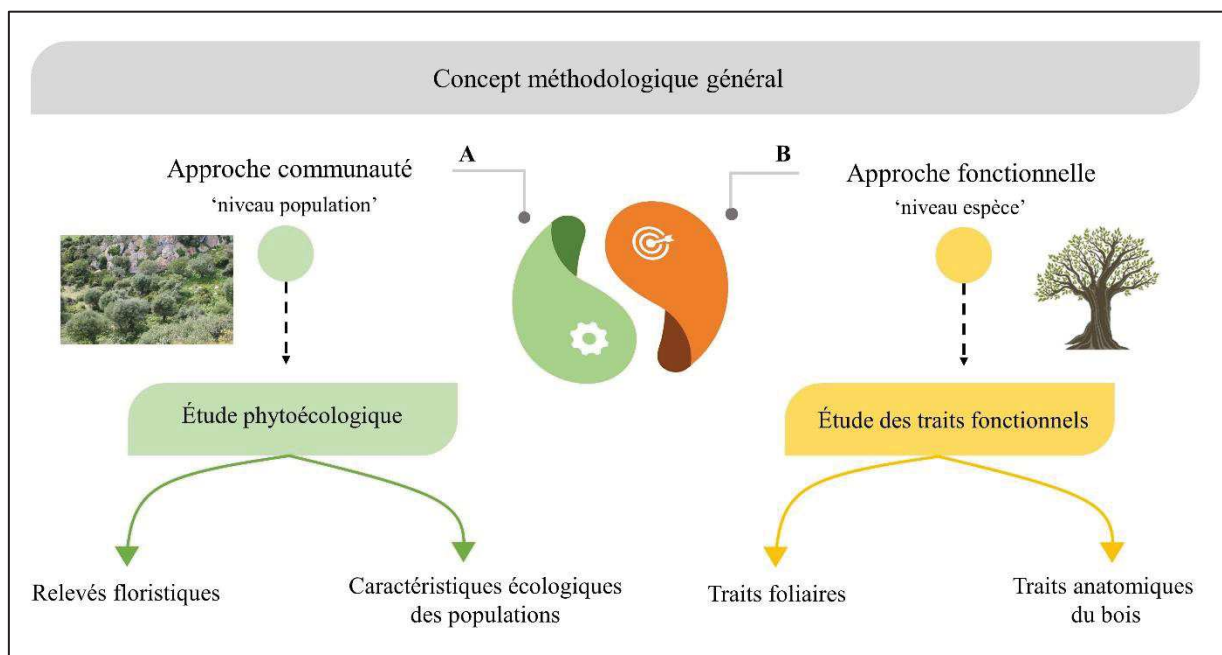 Concept méthodologique général
Approche communauté
'niveau population'
A
B
Approche fonctionnelle
'niveau espèce'
Étude phytoécologique
Étude des traits fonctionnels
Relevés floristiques
Caractéristiques écologiques
des populations
Traits foliaires
Traits anatomiques
du bois